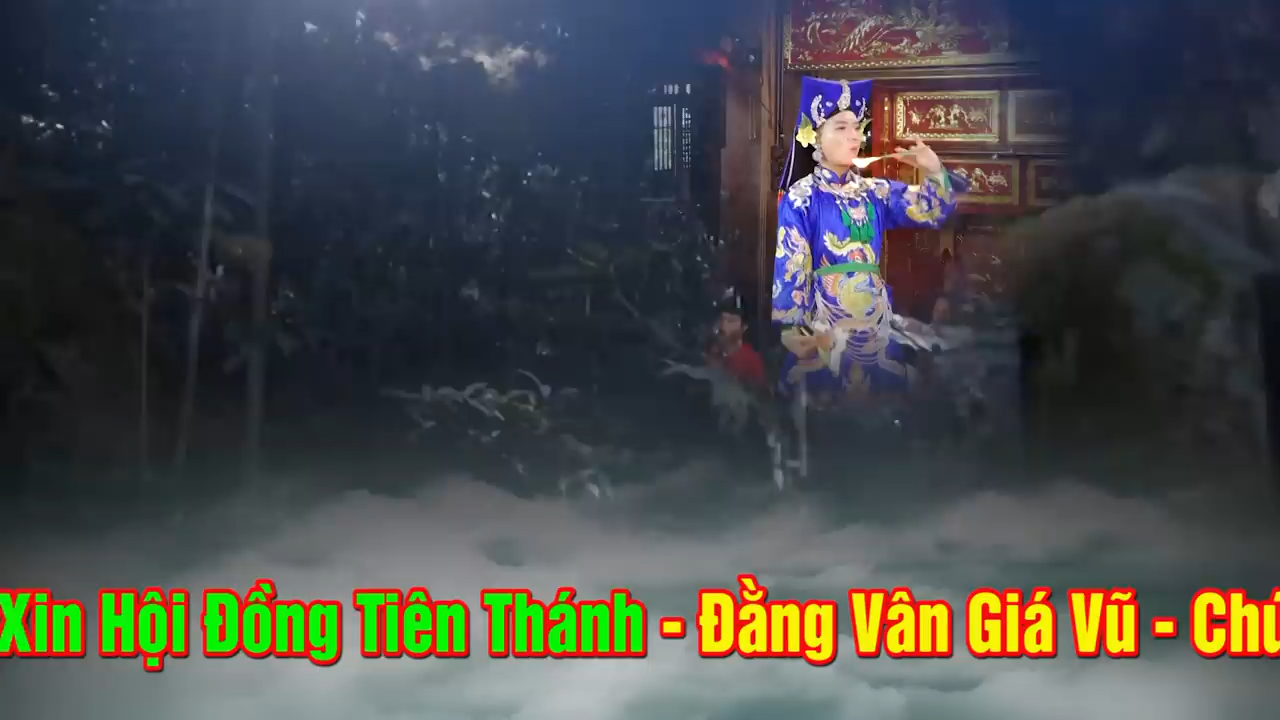 Xin Hội Đồng Tiên Thánh - Đằng Vân Giá Vũ - Chú